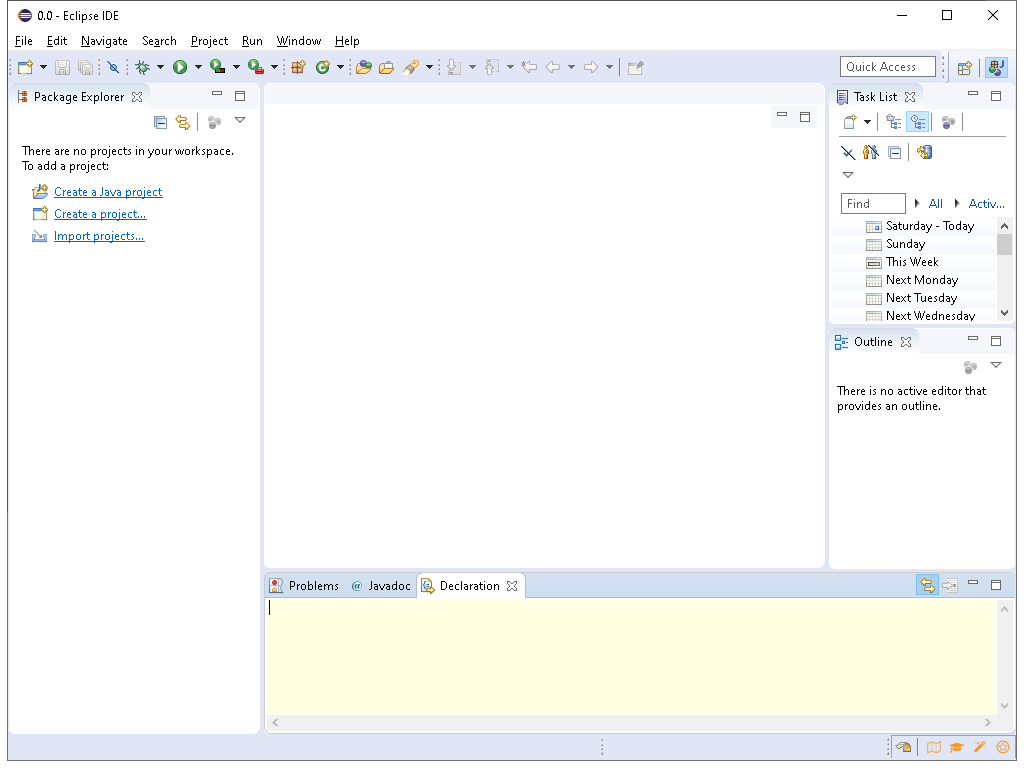 0.0 - Eclipse IDE
File Edit Navigate Search Project Run Window Help
Quick Access
Package Explorer
There are no projects in your workspace.
To add a project:
Create a Java project
Create a project...
Import projects...
Task List
Find All Activ...
Saturday - Today
Sunday
This Week
Next Monday
Next Tuesday
Next Wednesday
Outline
There is no active editor that
provides an outline.
Problems @ Javadoc Declaration